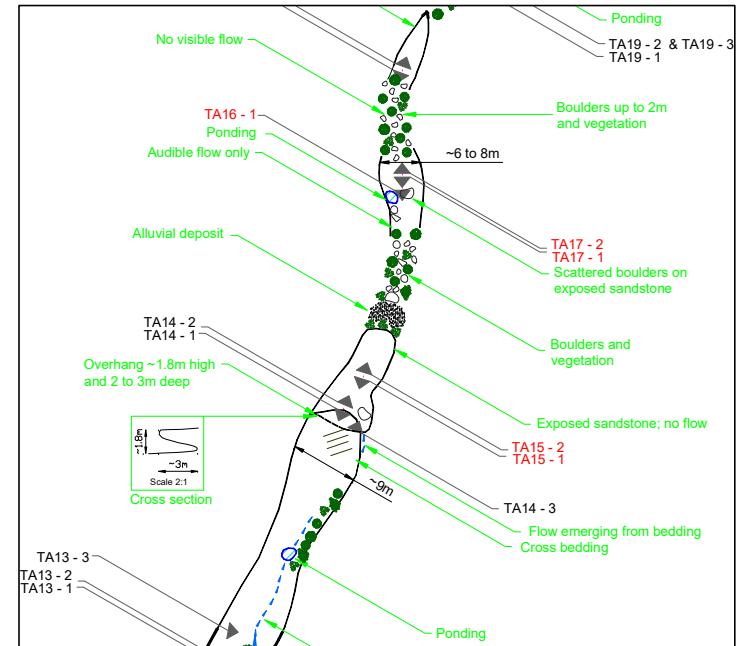 Ponding
No visible flow
TA19 - 2 & TA19 - 3
TA19 - 1
TA16 - 1
Boulders up to 2m
and vegetation
Ponding
Audible flow only
~6 to 8m
Alluvial deposit
TA17 - 2
TA17 - 1
Scattered boulders on
exposed sandstone
TA14 - 2
TA14 - 1
Boulders and
vegetation
Overhang ~1.8m high
and 2 to 3m deep
Exposed sandstone; no flow
~1.8m
~3m
Scale 2:1
Cross section
TA15 - 2
TA15 - 1
~9m
TA14 - 3
Flow emerging from bedding
Cross bedding
TA13 - 3
TA13 - 2
TA13 - 1
Ponding